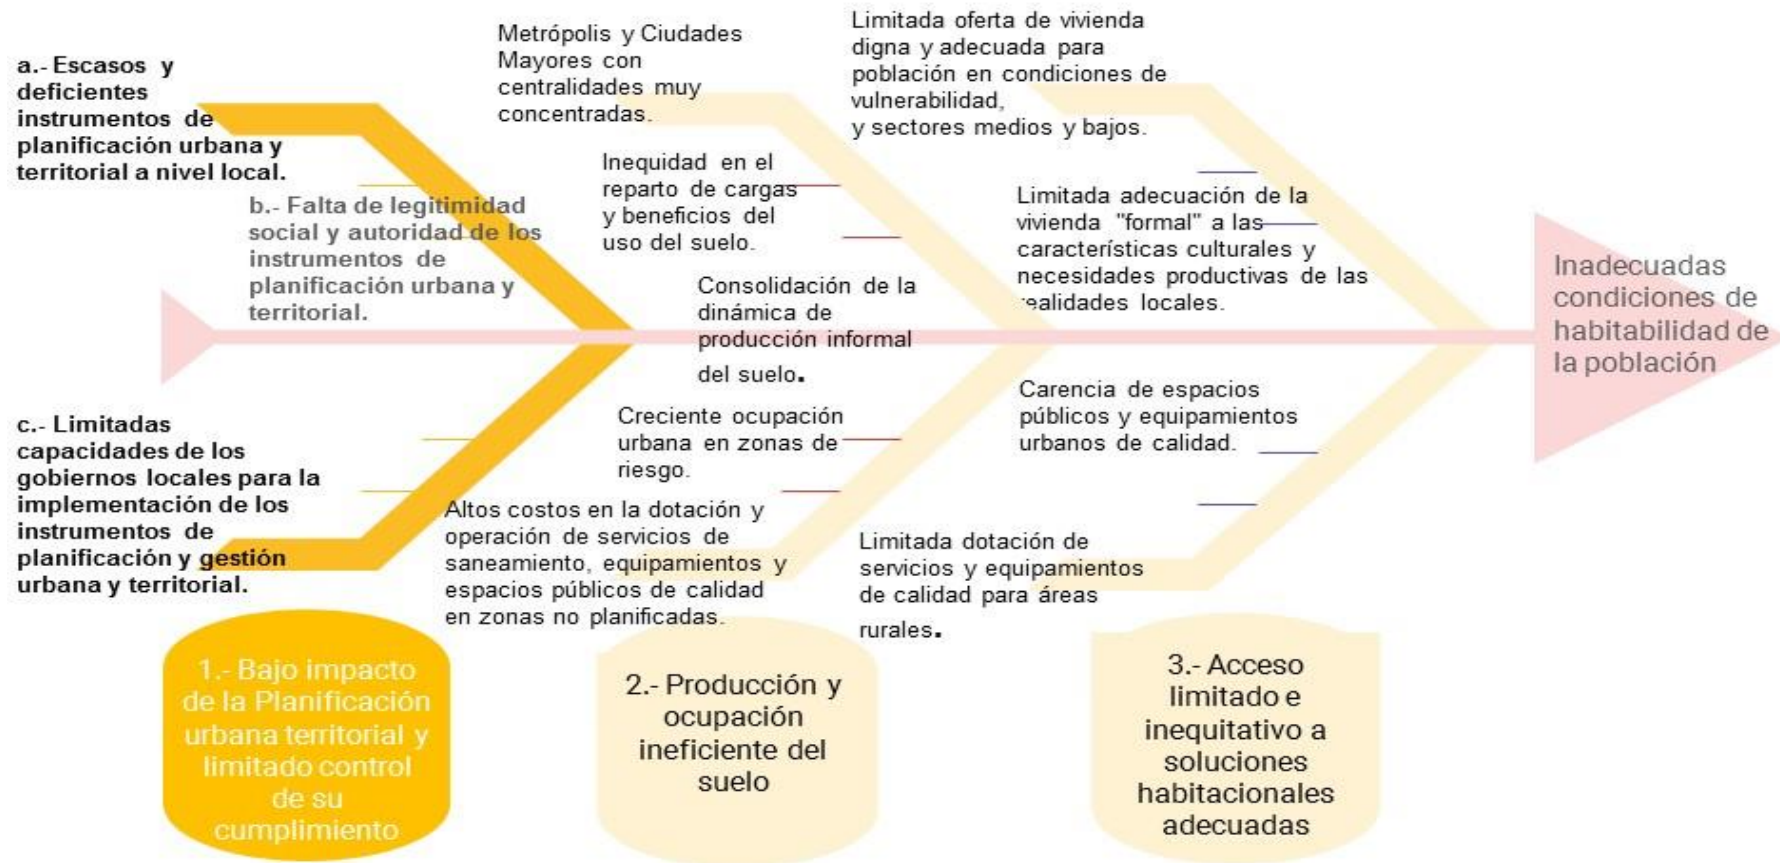 a.- Escasos y
deficientes
instrumentos de
planificación urbana y
territorial a nivel local.
b.- Falta de legitimidad
social y autoridad de los
instrumentos de
planificación urbana y
territorial.
c.- Limitadas
capacidades de los
gobiernos locales para la
implementación de los
instrumentos de
planificación y gestión
urbana y territorial.
1.- Bajo impacto
de la Planificación
urbana territorial y
limitado control
de su
cumplimiento
Metrópolis y Ciudades
Mayores con
centralidades muy
concentradas.
Inequidad en el
reparto de cargas
y beneficios del
uso del suelo.
Consolidación de la
dinámica de
producción informal
del suelo.
Creciente ocupación
urbana en zonas de
riesgo.
Altos costos en la dotación y
operación de servicios de
saneamiento, equipamientos y
espacios públicos de calidad
en zonas no planificadas.
2.- Producción y
ocupación
ineficiente del
suelo
Limitada oferta de vivienda
digna y adecuada para
población en condiciones de
vulnerabilidad,
y sectores medios y bajos.
Limitada adecuación de la
vivienda "formal" a las
características culturales y
necesidades productivas de las
realidades locales.
Carencia de espacios
públicos y equipamientos
urbanos de calidad.
Limitada dotación de
servicios y equipamientos
de calidad para áreas
rurales.
3.- Acceso
limitado e
inequitativo a
soluciones
habitacionales
adecuadas
Inadecuadas
condiciones de
habitabilidad de
la población